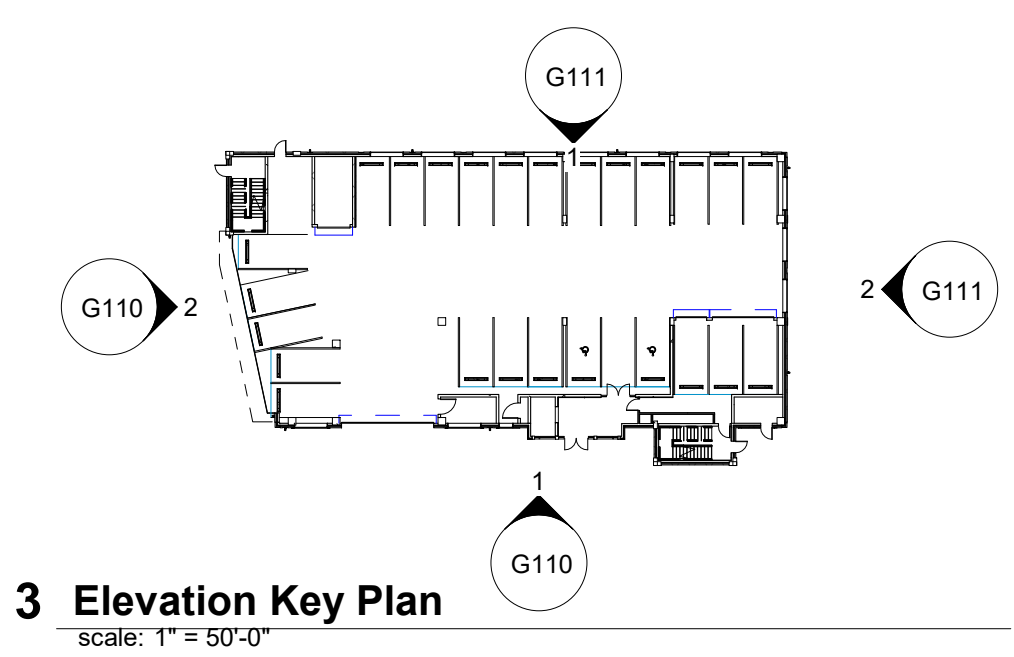 G111
1
G110
2
2
G111
1
G110
3 Elevation Key Plan
scale: 1" = 50'-0"